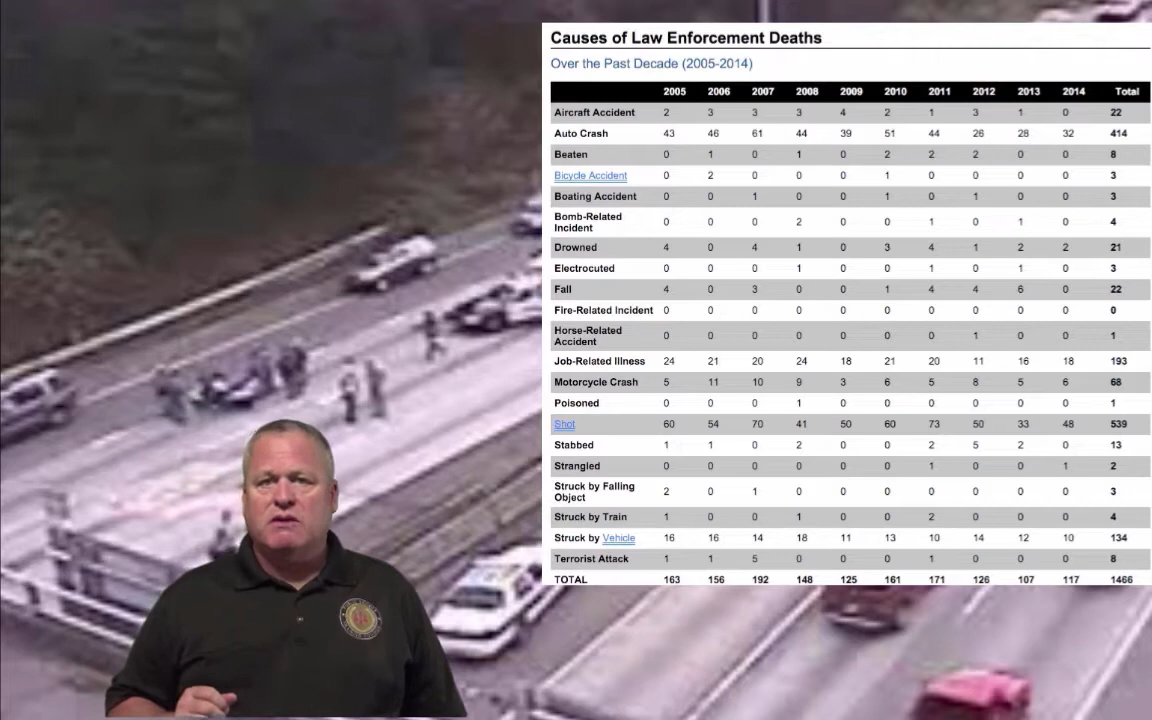 Causes of Law Enforcement Deaths
Over the Past Decade (2005-2014)
2005 2006 2007 2008 2009 2010 2011 2012 2013 2014 Total
Aircraft Accident 2 3 3 3 4 2 1 3 1 0 22
Auto Crash 43 46 61 44 39 51 44 26 28 32 414
Beaten 0 1 0 1 0 2 2 2 0 0 8
Bicycle Accident 0 2 0 0 0 1 0 0 0 0 3
Boating Accident 0 0 1 0 0 1 0 1 0 0 3
Bomb-Related
Incident 0 0 0 2 0 0 1 0 1 0 4
Drowned 4 0 4 1 0 3 4 1 2 2 21
Electrocuted 0 0 0 1 0 0 1 0 1 0 3
Fall 4 0 3 0 0 1 4 4 6 0 22
Fire-Related Incident 0 0 0 0 0 0 0 0 0 0 0
Horse-Related
Accident 0 0 0 0 0 0 0 1 0 0 1
Job-Related Illness 24 21 20 24 18 21 20 11 16 18 193
Motorcycle Crash 5 11 10 9 3 6 5 8 5 6 68
Poisoned 0 0 0 1 0 0 0 0 0 0 1
Shot 60 54 70 41 50 60 73 50 33 48 539
Stabbed 1 1 0 2 0 0 2 5 2 0 13
Strangled 0 0 0 0 0 0 1 0 0 1 2
Struck by Falling
Object 2 0 1 0 0 0 0 0 0 0 3
Struck by Train 1 0 0 1 0 0 2 0 0 0 4
Struck by Vehicle 16 16 14 18 11 13 10 14 12 10 134
Terrorist Attack 1 1 5 0 0 0 1 0 0 0 8
TOTAL 163 156 192 148 125 161 171 126 107 117 1466